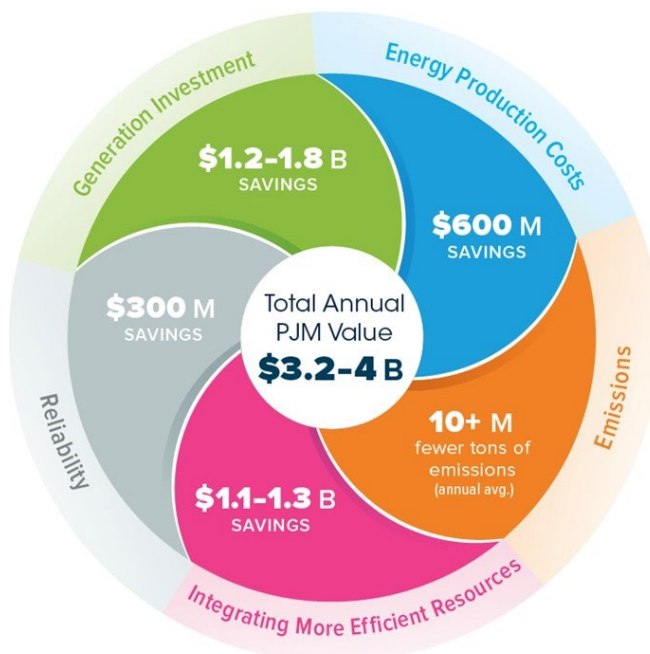 Generation Investment
Energy Production Costs
$1.2-1.8 B
SAVINGS
$600 M
SAVINGS
$300 M
SAVINGS
Total Annual
PJM Value
$3.2-4 B
Emissions
10+ M
fewer tons of
emissions
(annual avg.)
Reliability
$1.1-1.3 B
SAVINGS
Integrating More Efficient Resources